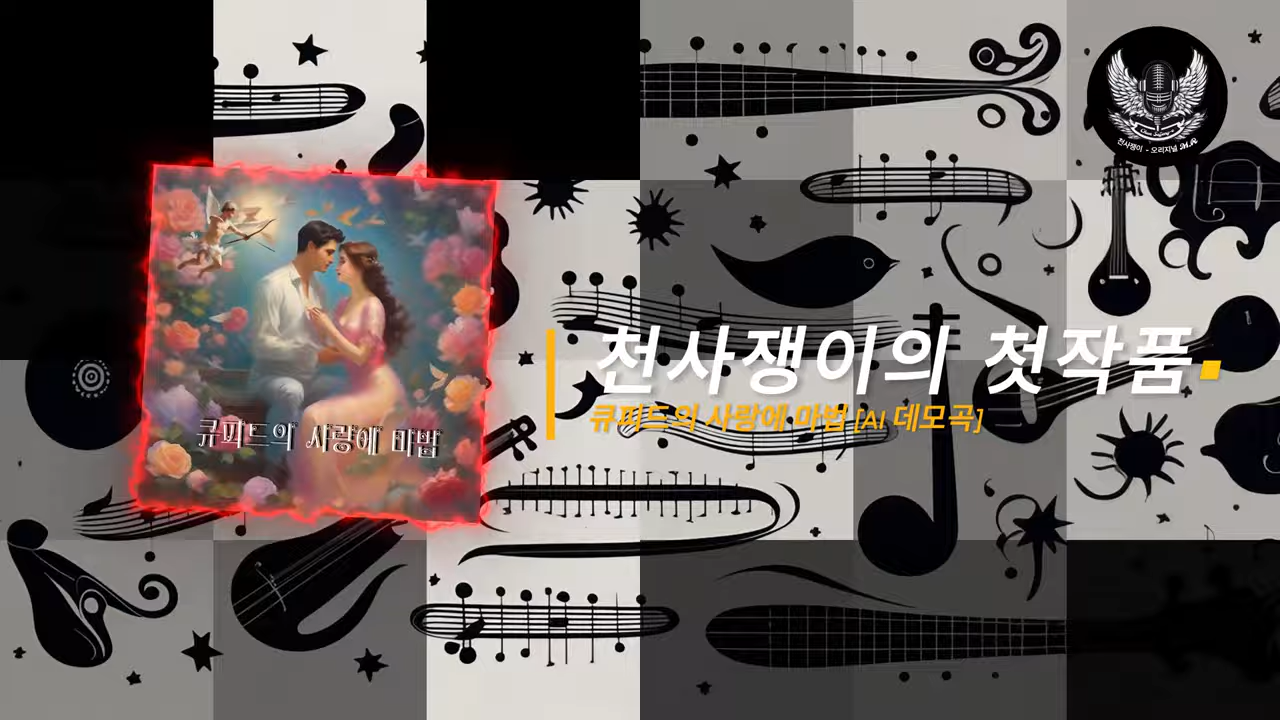 천사쟁이 - 오리지널
천사쟁이의 첫작품
큐피드의 사랑에 마법 [AI 데모곡]
큐피트의 사랑에 마법